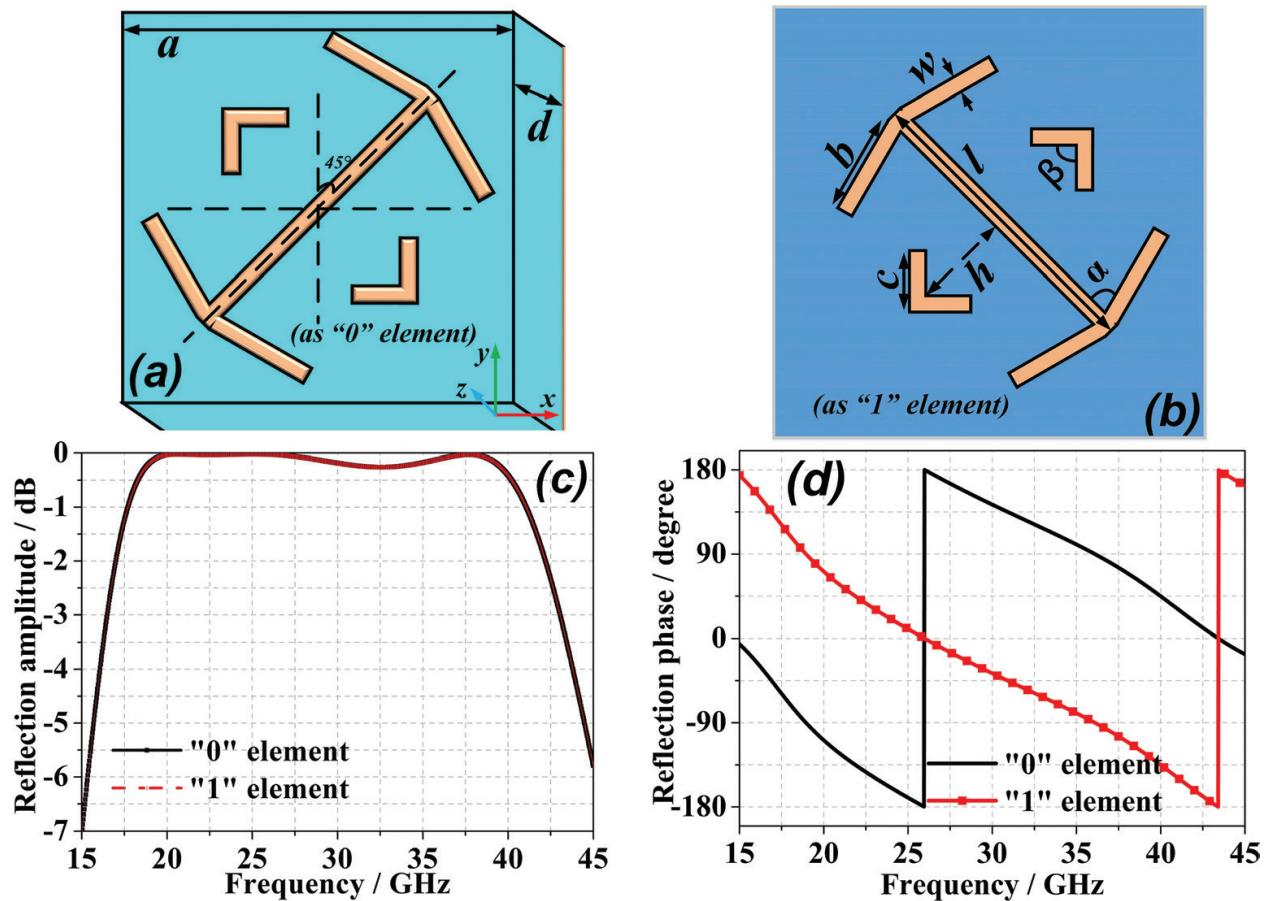 a
d
45°
(as "0" element)
(a)
y
z
x
w
b
l
β
c
h
α
(as "1" element)
(b)
0
-1
-2
-3
-4
-5
-6
-7
Reflection amplitude / dB
(c)
"0" element
"1" element
15 20 25 30 35 40 45
Frequency / GHz
180
90
0
-90
-180
Reflection phase / degree
(d)
"0" element
"1" element
15 20 25 30 35 40 45
Frequency / GHz